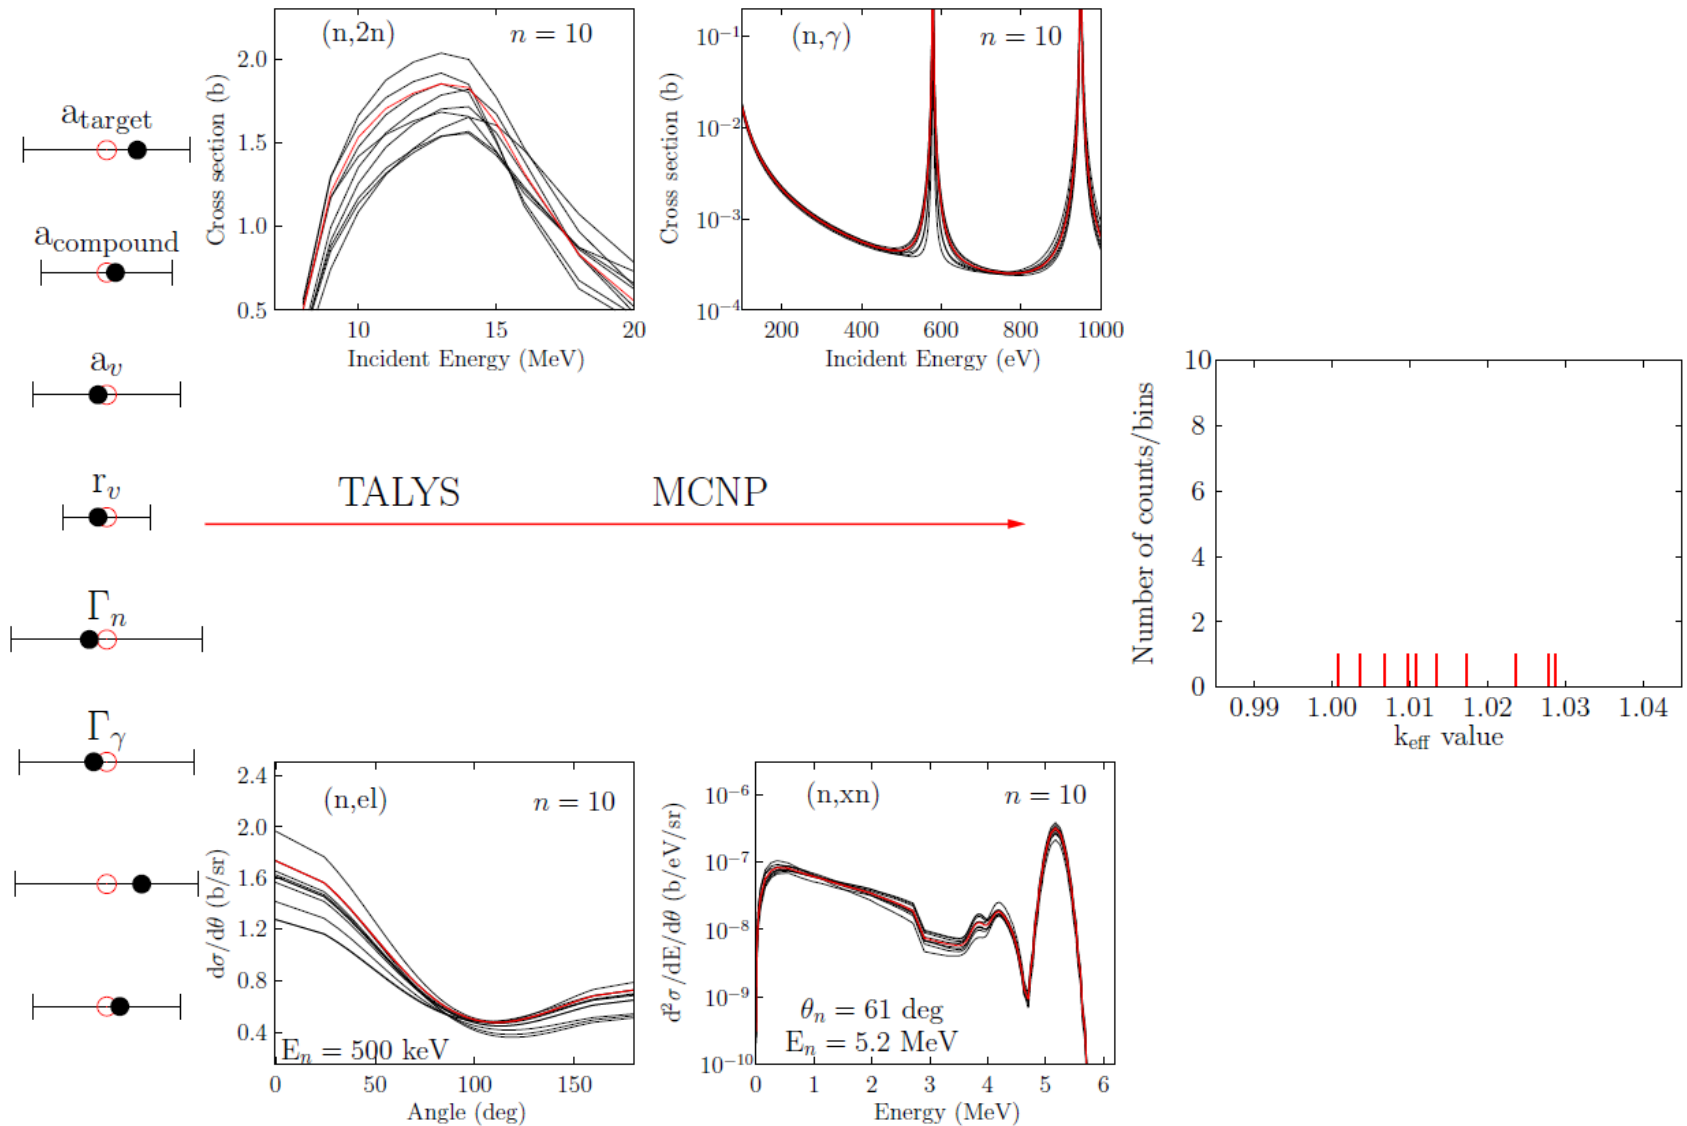 a_target
a_compound
a_v
r_v
Γ_n
Γ_γ
(n,2n) n = 10
Cross section (b)
2.0
1.5
1.0
0.5
10 15 20
Incident Energy (MeV)
(n,γ) n = 10
Cross section (b)
10^-1
10^-2
10^-3
10^-4
200 400 600 800 1000
Incident Energy (eV)
TALYS MCNP
Number of counts/bins
10
8
6
4
2
0
0.99 1.00 1.01 1.02 1.03 1.04
k_eff value
(n,el) n = 10
dσ/dθ (b/sr)
2.4
2.0
1.6
1.2
0.8
0.4
E_n = 500 keV
0 50 100 150
Angle (deg)
(n,xn) n = 10
d^2σ/dE/dθ (b/eV/sr)
10^-6
10^-7
10^-8
10^-9
10^-10
θ_n = 61 deg
E_n = 5.2 MeV
0 1 2 3 4 5 6
Energy (MeV)